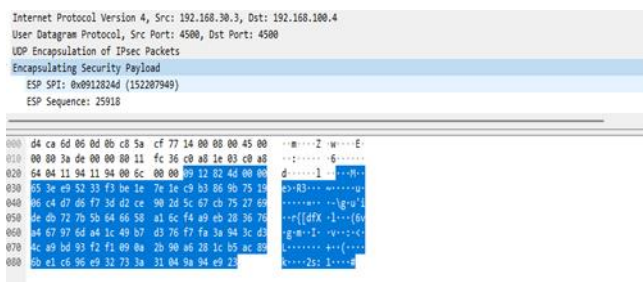 Internet Protocol Version 4, Src: 192.168.30.3, Dst: 192.168.100.4
User Datagram Protocol, Src Port: 4500, Dst Port: 4500
UDP Encapsulation of IPsec Packets
Encapsulating Security Payload
ESP SPI: 0x0912824d (152207949)
ESP Sequence: 25918
000 d4 ca 6d 06 0d 0b c8 5a cf 77 14 00 08 00 45 00 ··m····Z ·w····E·
010 00 80 3a de 00 00 80 11 fc 36 c0 a8 1e 03 c0 a8 ··:····· ·6······
020 64 04 11 94 11 94 00 6c 00 00 09 12 82 4d 00 00 d······l ·····M··
030 65 3e e9 52 33 f3 be 1e 7e 1e c9 b3 86 9b 75 19 e>·R3··· ~·····u·
040 06 c4 d7 d6 f7 3d d2 ce 90 2d 5c 67 cb 75 27 69 ·····=·· ·-\g·u'i
050 de db 72 7b 5b 64 66 58 a1 6c f4 a9 eb 28 36 76 ··r{[dfX ·l···(6v
060 a4 67 97 6d a4 1c 49 b7 d3 76 f7 fa 3a 94 3c d3 ·g·m··I· ·v··:·<·
070 4c a9 bd 93 f2 f1 09 0a 2b 90 a6 28 1c b5 ac 89 L······· +··(····
080 6b e1 c6 96 e9 32 73 3a 31 04 9a 94 e9 23 k····2s: 1····#